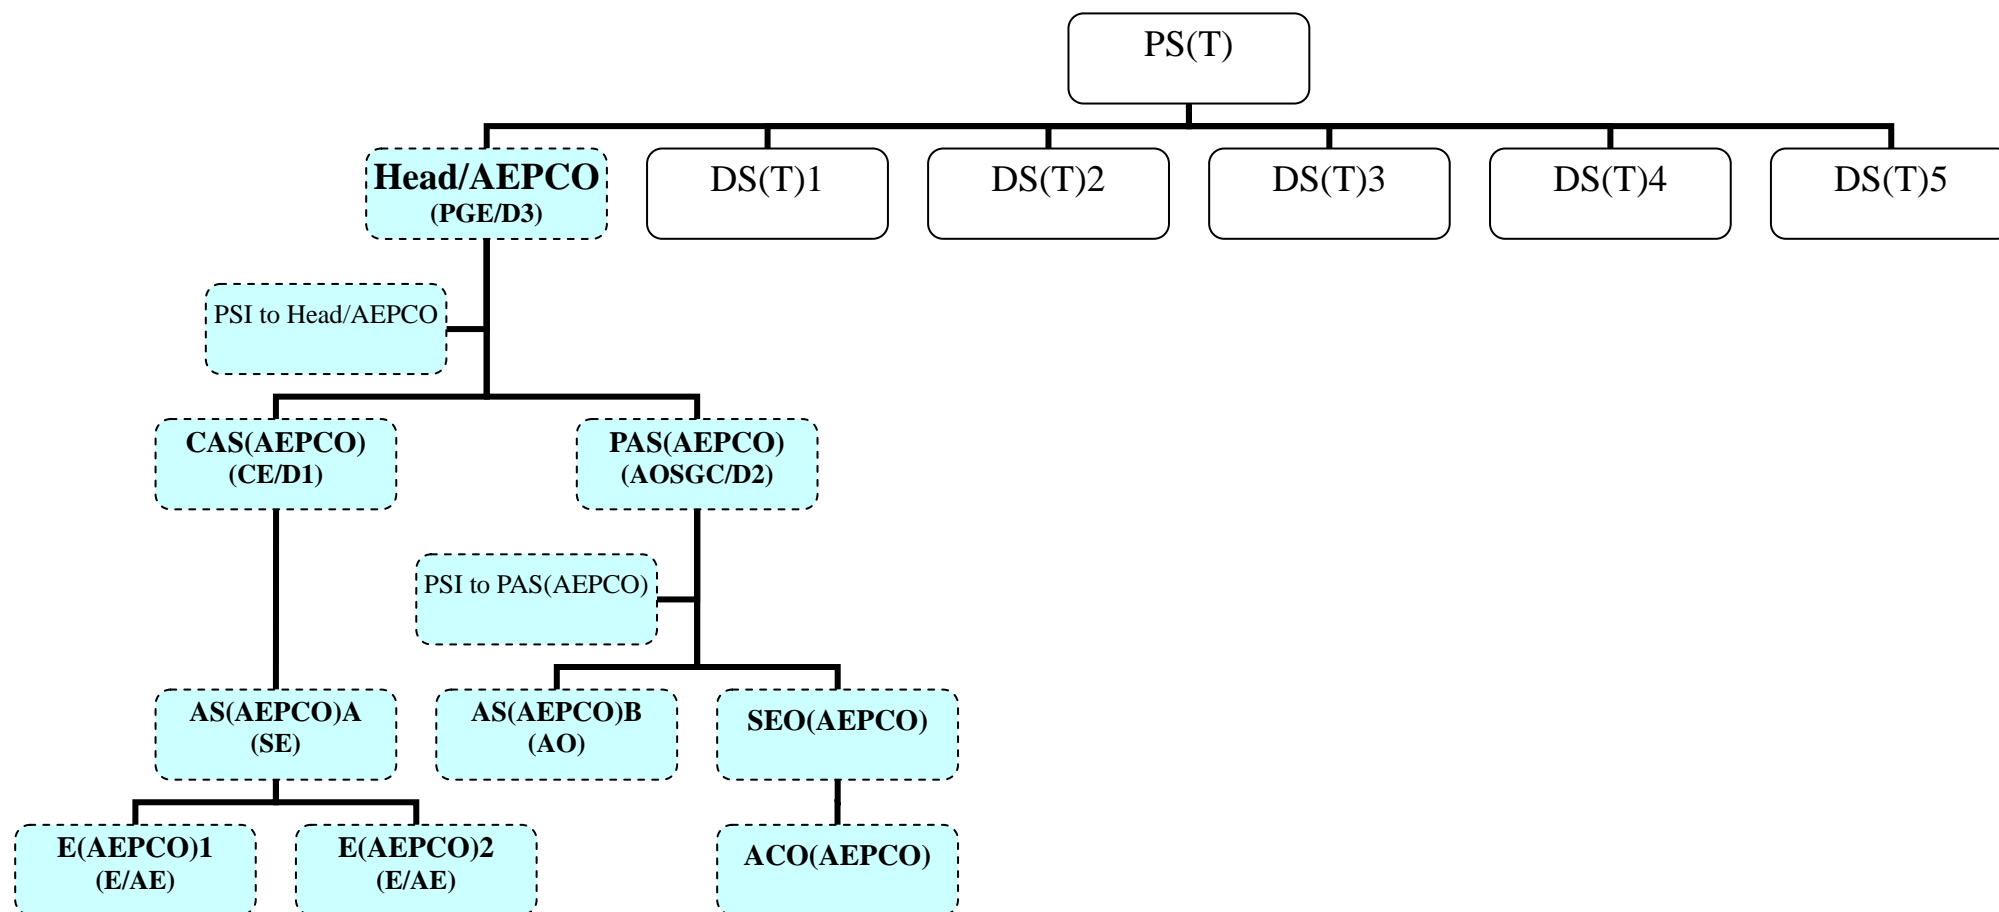 PS(T)
Head/AEPCO
(PGE/D3)
DS(T)1
DS(T)2
DS(T)3
DS(T)4
DS(T)5
PSI to Head/AEPCO
CAS(AEPCO)
(CE/D1)
PAS(AEPCO)
(AOSGC/D2)
PSI to PAS(AEPCO)
AS(AEPCO)A
(SE)
AS(AEPCO)B
(AO)
SEO(AEPCO)
E(AEPCO)1
(E/AE)
E(AEPCO)2
(E/AE)
ACO(AEPCO)